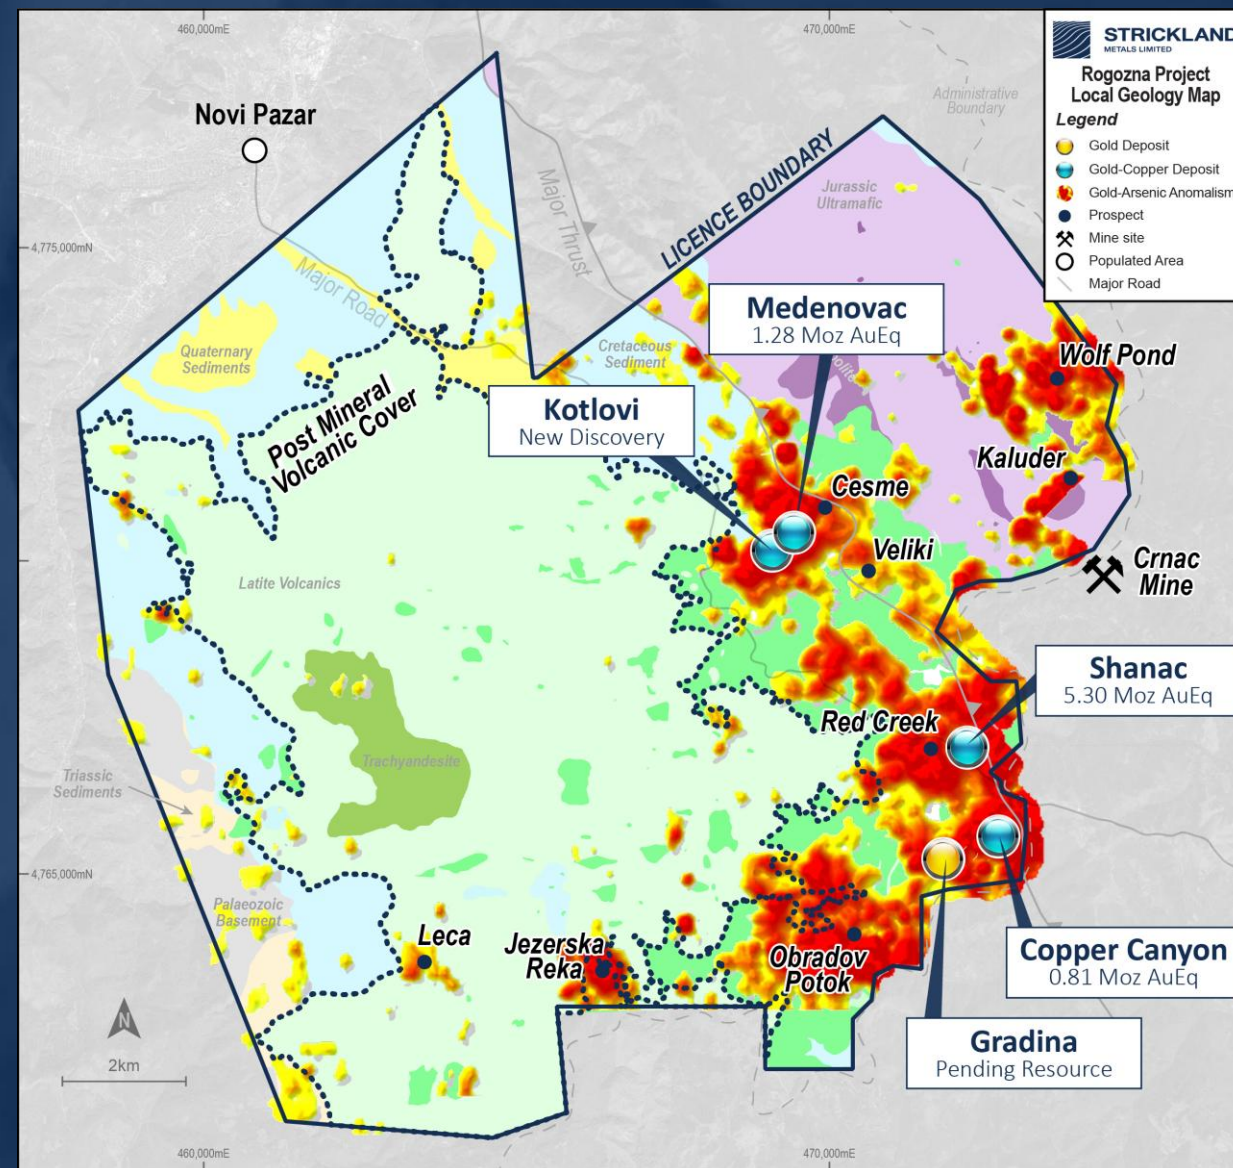 460,000mE
470,000mE
STRICKLAND
METALS LIMITED
Rogozna Project
Local Geology Map
Legend
Gold Deposit
Gold-Copper Deposit
Gold-Arsenic Anomalism
Prospect
Mine site
Populated Area
Major Road
Administrative
Boundary
Novi Pazar
LICENCE BOUNDARY
Jurassic
Ultramafic
Major Thrust
4,775,000mN
Major Road
Medenovac
1.28 Moz AuEq
Quaternary
Sediments
Cretaceous
Sediment
Wolf Pond
Post Mineral
Volcanic Cover
Kotlovi
New Discovery
Kaluder
Cesme
Veliki
Crnac
Mine
Latite Volcanics
Shanac
5.30 Moz AuEq
Red Creek
Trachyandesite
Triassic
Sediments
4,765,000mN
Palaeozoic
Basement
Leca
Jezerska
Reka
Obradov
Potok
Copper Canyon
0.81 Moz AuEq
N
2km
Gradina
Pending Resource
460,000mE
470,000mE